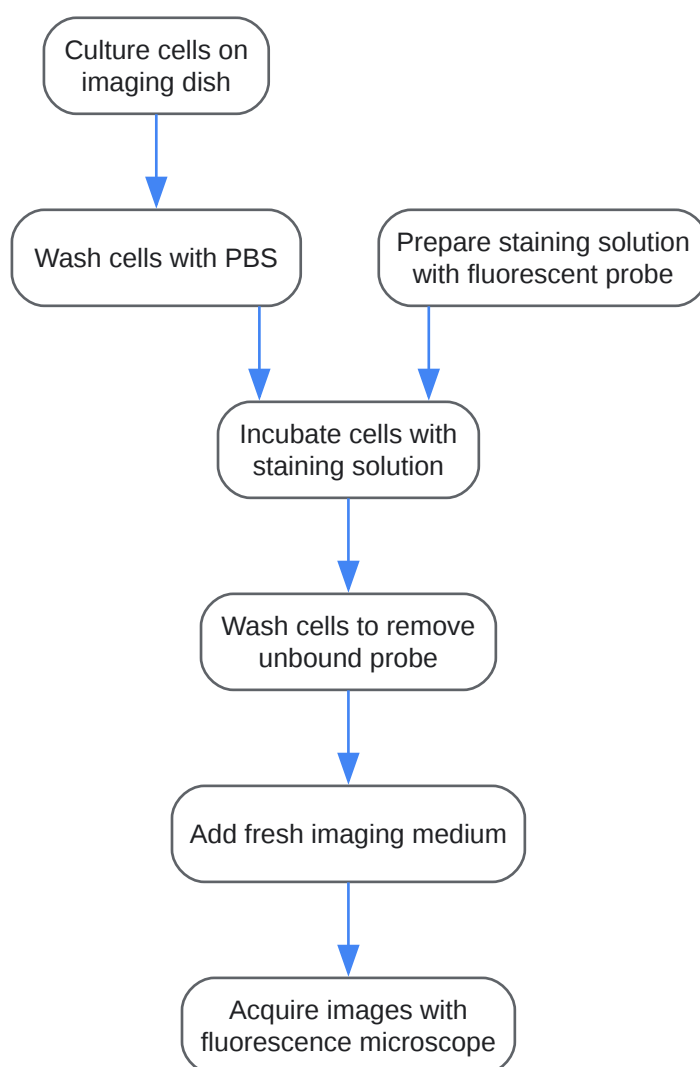 Culture cells on
imaging dish
Wash cells with PBS
Prepare staining solution
with fluorescent probe
Incubate cells with
staining solution
Wash cells to remove
unbound probe
Add fresh imaging medium
Acquire images with
fluorescence microscope